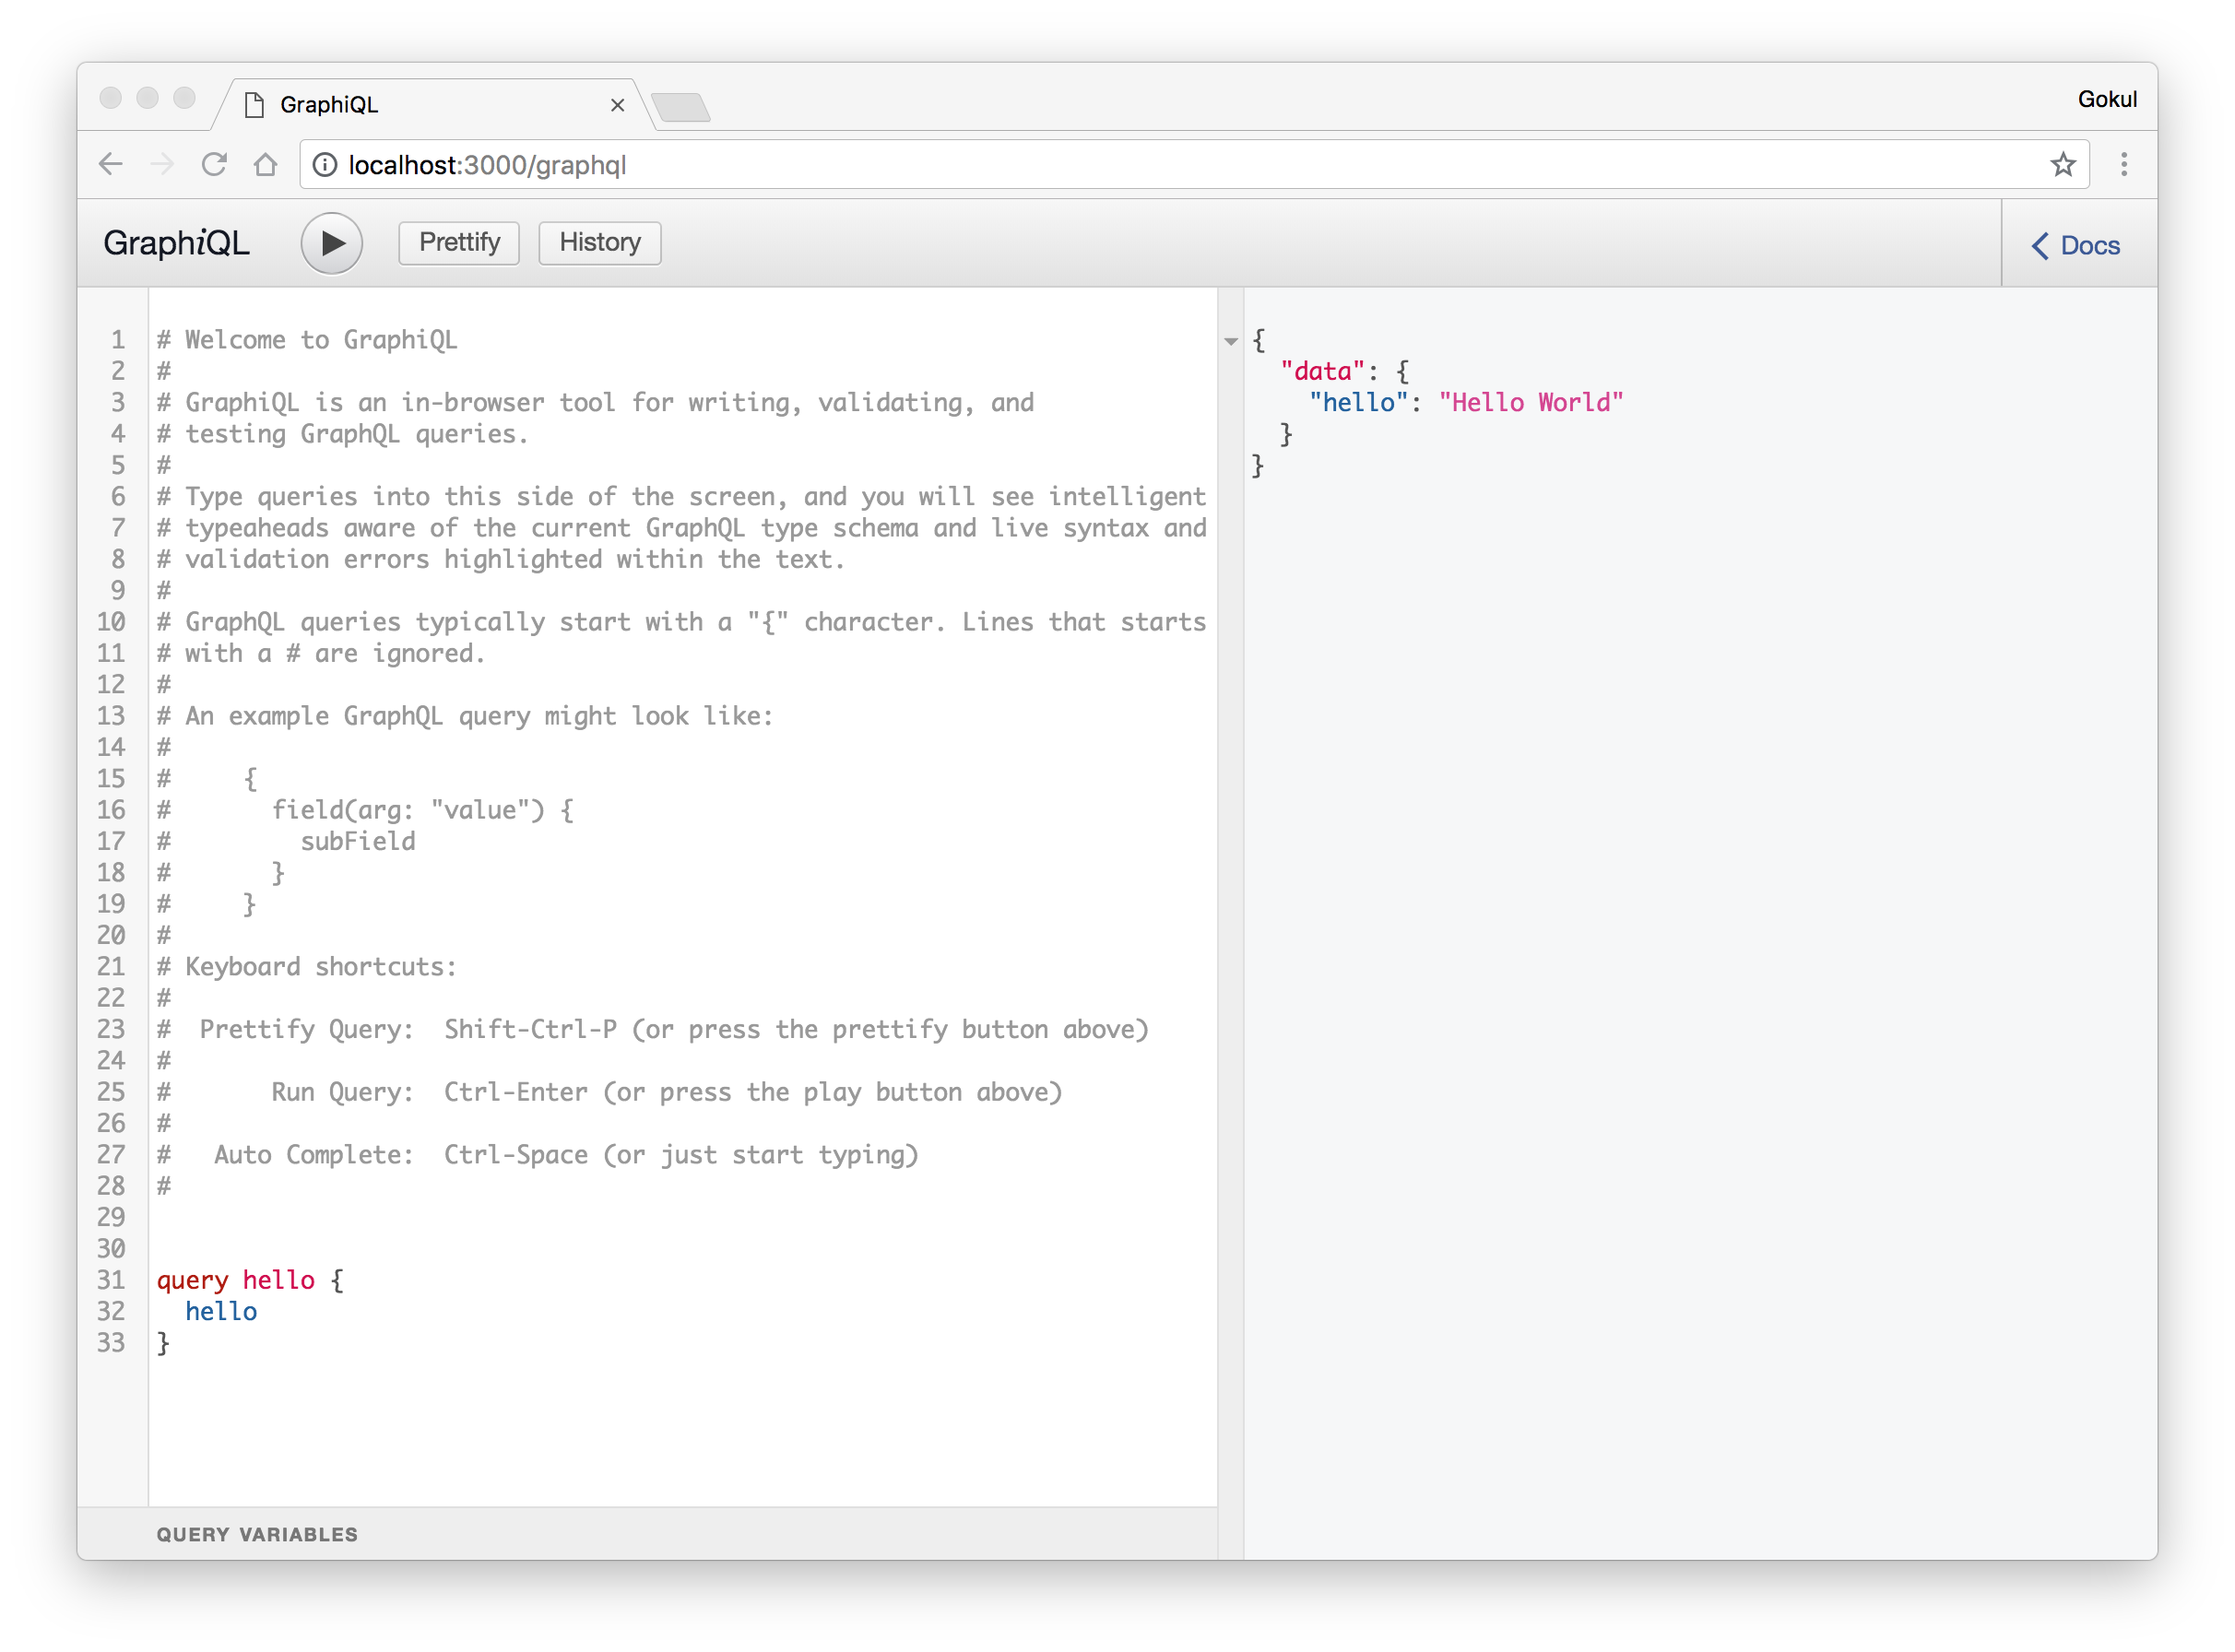 GraphiQL
Gokul
localhost:3000/graphql
GraphiQL Prettify History Docs
1 # Welcome to GraphiQL
2 #
3 # GraphiQL is an in-browser tool for writing, validating, and
4 # testing GraphQL queries.
5 #
6 # Type queries into this side of the screen, and you will see intelligent
7 # typeaheads aware of the current GraphQL type schema and live syntax and
8 # validation errors highlighted within the text.
9 #
10 # GraphQL queries typically start with a "{" character. Lines that starts
11 # with a # are ignored.
12 #
13 # An example GraphQL query might look like:
14 #
15 #     {
16 #       field(arg: "value") {
17 #         subField
18 #       }
19 #     }
20 #
21 # Keyboard shortcuts:
22 #
23 #  Prettify Query:  Shift-Ctrl-P (or press the prettify button above)
24 #
25 #       Run Query:  Ctrl-Enter (or press the play button above)
26 #
27 #   Auto Complete:  Ctrl-Space (or just start typing)
28 #
29
30
31 query hello {
32   hello
33 }
QUERY VARIABLES
{
  "data": {
    "hello": "Hello World"
  }
}